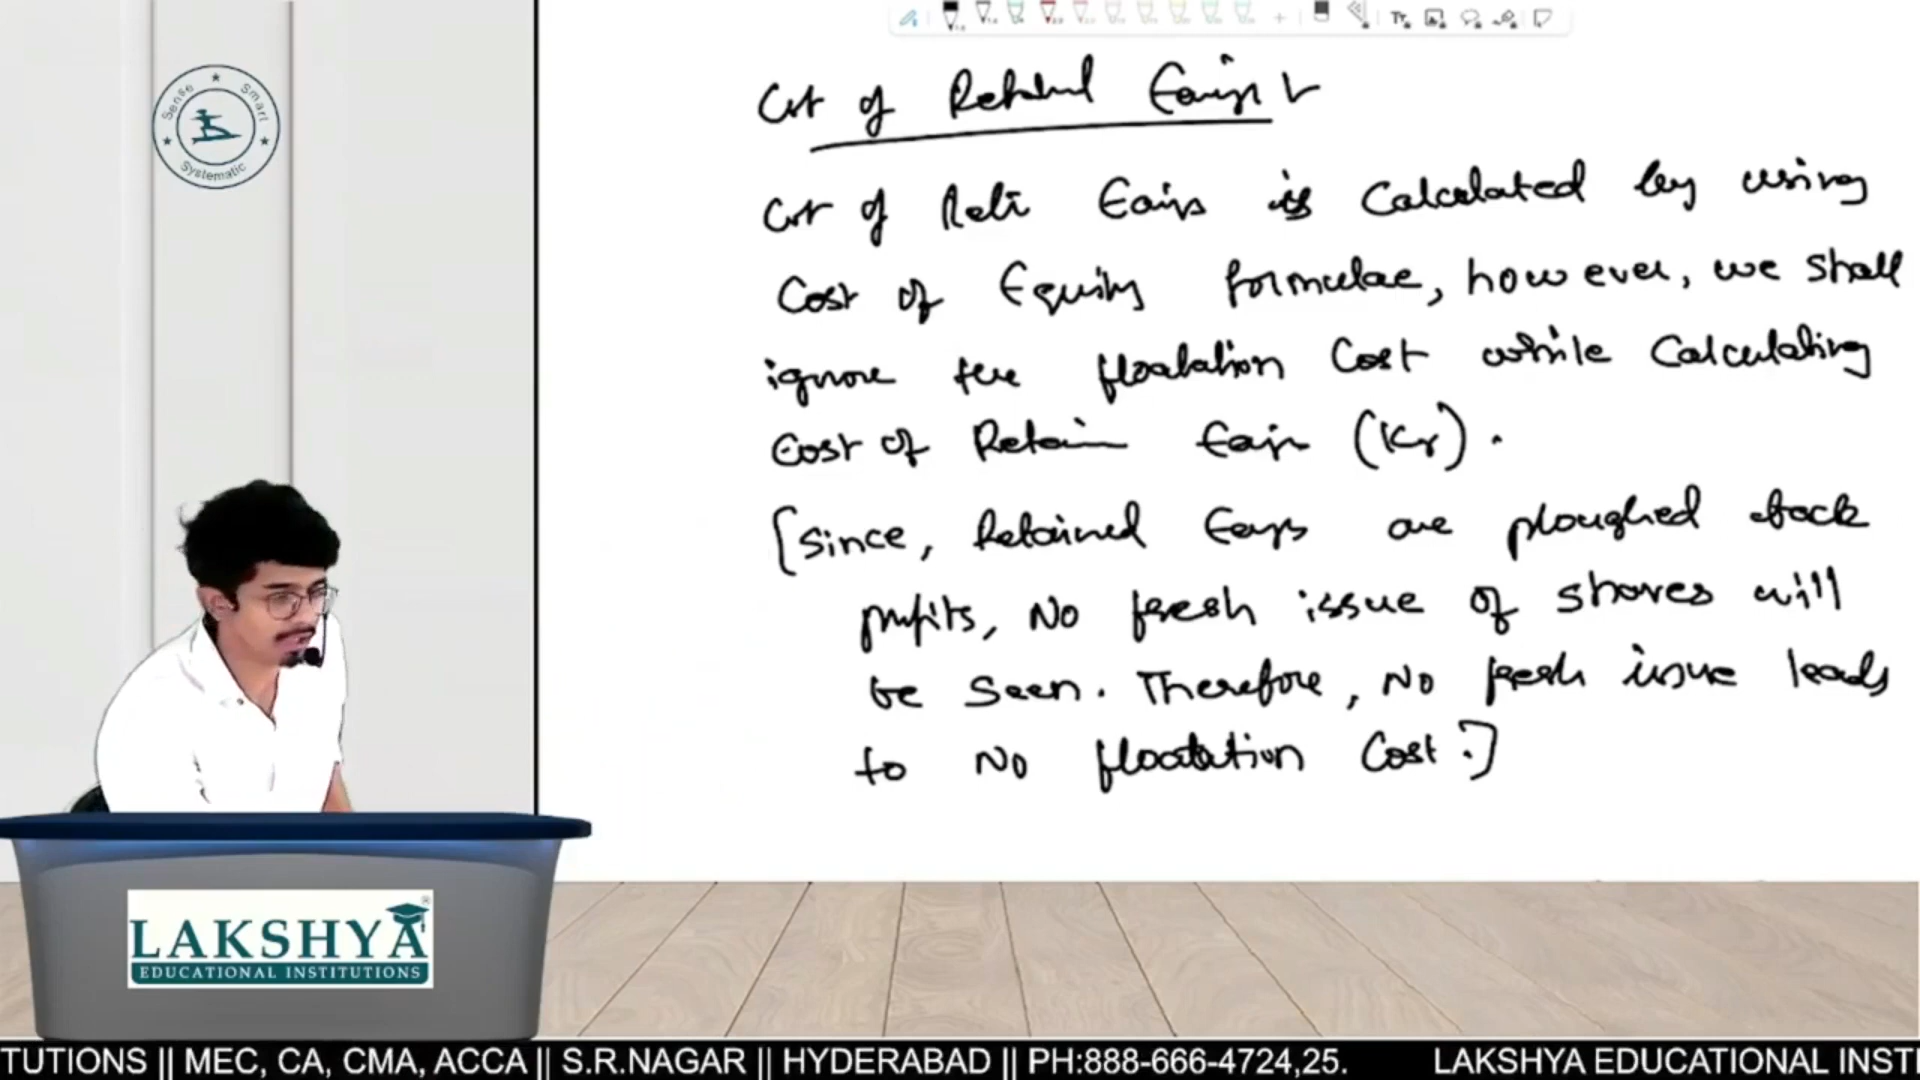 Sense Smart Systematic
Cost of Retained Earnings
Cost of Reti Earings is Calculated by using
Cost of Equity formulae, however, we shall
ignore the floatation Cost while Calculating
Cost of Retain Earn (Kr).
[Since, Retained Earngs are ploughed back
profits, No fresh issue of shares will
be Seen. Therefore, No fresh issue leads
to No floatation Cost.]
LAKSHYA
EDUCATIONAL INSTITUTIONS
TUTIONS || MEC, CA, CMA, ACCA || S.R.NAGAR || HYDERABAD || PH:888-666-4724,25. LAKSHYA EDUCATIONAL INSTI